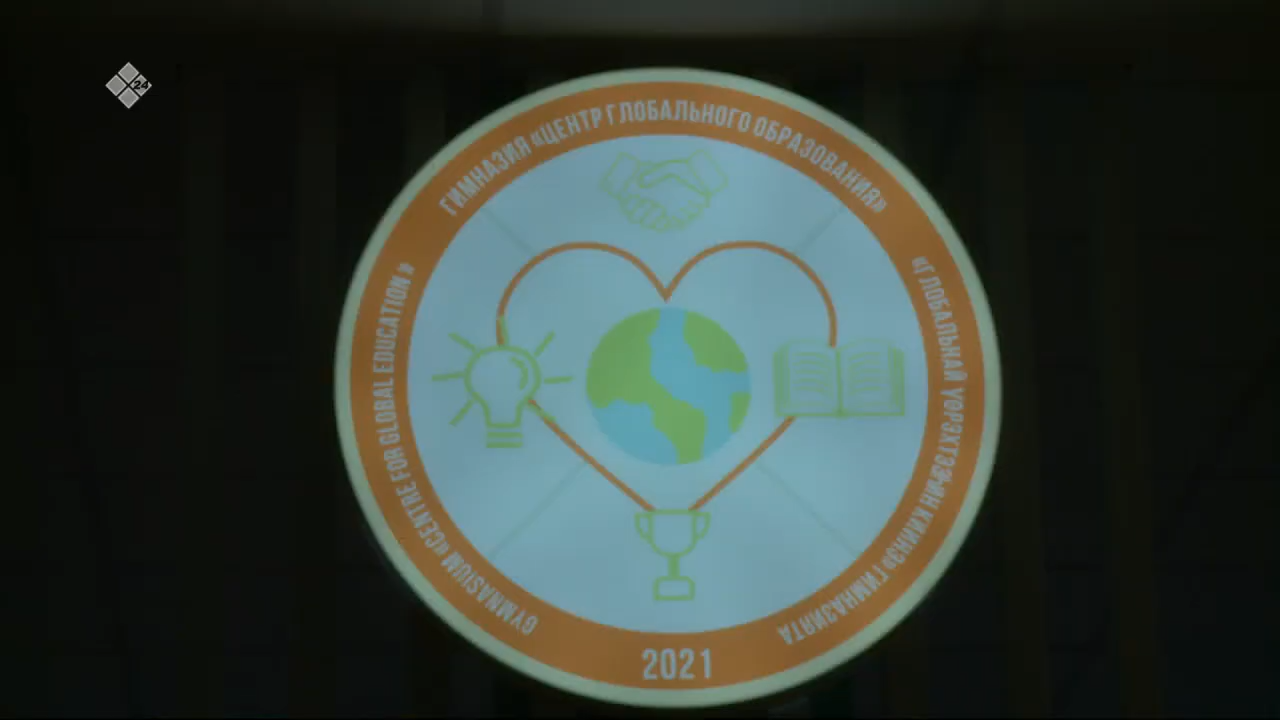 24
ГИМНАЗИЯ «ЦЕНТР ГЛОБАЛЬНОГО ОБРАЗОВАНИЯ»
GYMNASIUM «CENTRE FOR GLOBAL EDUCATION»
«ГЛОБАЛЬНАЙ ҮӨРЭХТЭЭҺИН КИИНЭ» ГИМНАЗИЯТА
2021